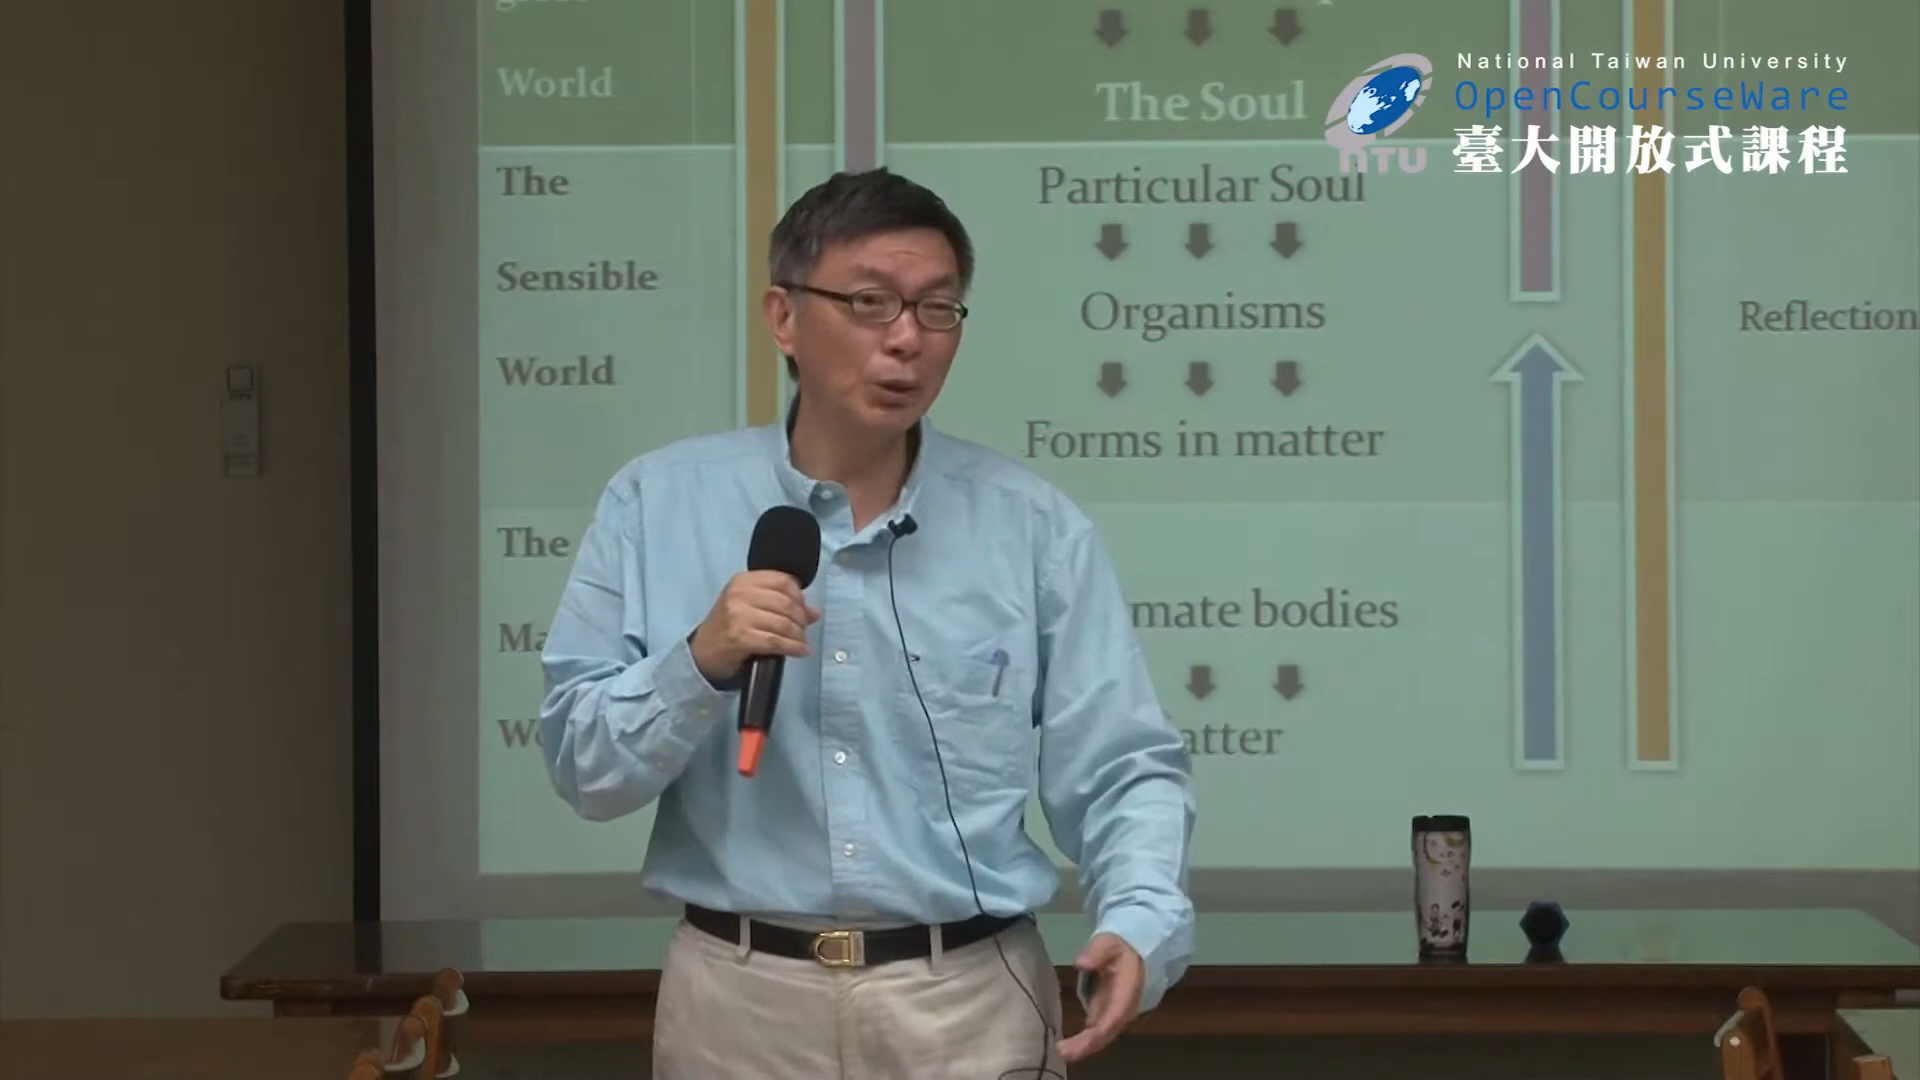 National Taiwan University
OpenCourseWare
臺大開放式課程
NTU
World
The Soul
The
Sensible
World
Particular Soul
Organisms
Forms in matter
Reflection
The
mate bodies
atter